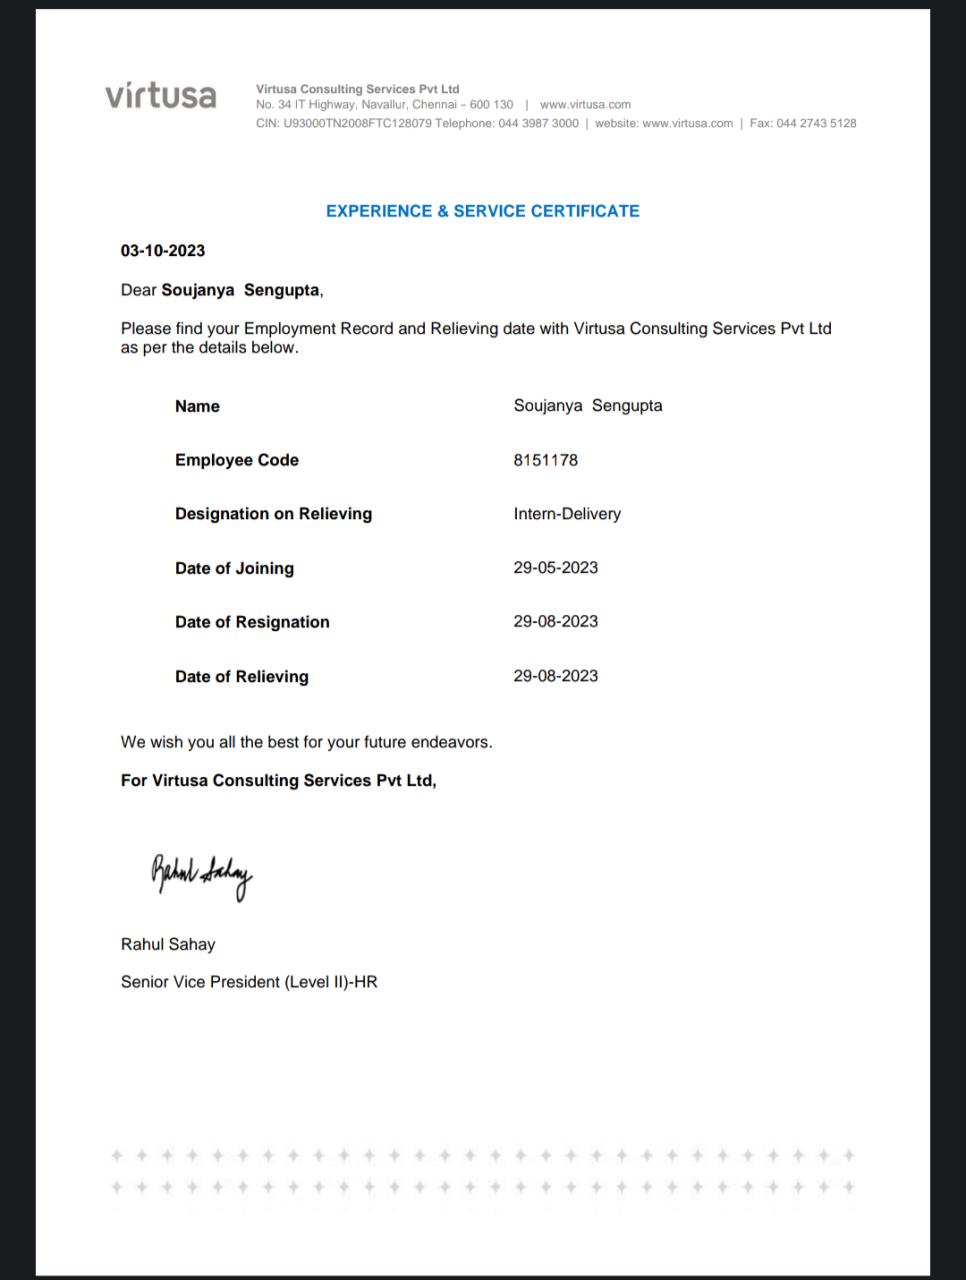 virtusa
Virtusa Consulting Services Pvt Ltd
No. 34 IT Highway, Navallur, Chennai – 600 130 | www.virtusa.com
CIN: U93000TN2008FTC128079 Telephone: 044 3987 3000 | website: www.virtusa.com | Fax: 044 2743 5128
EXPERIENCE & SERVICE CERTIFICATE
03-10-2023
Dear Soujanya Sengupta,
Please find your Employment Record and Relieving date with Virtusa Consulting Services Pvt Ltd
as per the details below.
Name Soujanya Sengupta
Employee Code 8151178
Designation on Relieving Intern-Delivery
Date of Joining 29-05-2023
Date of Resignation 29-08-2023
Date of Relieving 29-08-2023
We wish you all the best for your future endeavors.
For Virtusa Consulting Services Pvt Ltd,
Rahul Sahay
Rahul Sahay
Senior Vice President (Level II)-HR